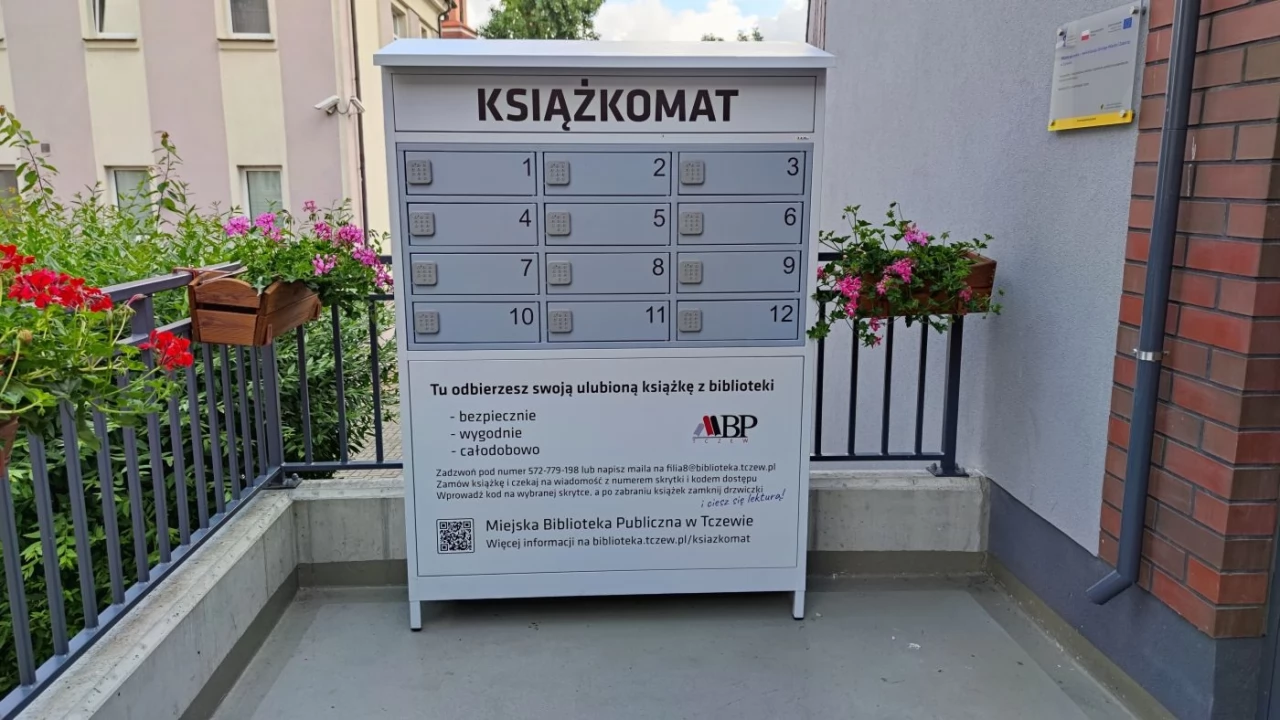 KSIĄŻKOMAT
1 2 3
4 5 6
7 8 9
10 11 12
Tu odbierzesz swoją ulubioną książkę z biblioteki
- bezpiecznie
- wygodnie
- całodobowo
MBP
TCZEW
Zadzwoń pod numer 572-779-198 lub napisz maila na filia8@biblioteka.tczew.pl
Zamów książkę i czekaj na wiadomość z numerem skrytki i kodem dostępu
Wprowadź kod na wybranej skrytce, a po zabraniu książek zamknij drzwiczki
i ciesz się lekturą!
Miejska Biblioteka Publiczna w Tczewie
Więcej informacji na biblioteka.tczew.pl/ksiazkomat